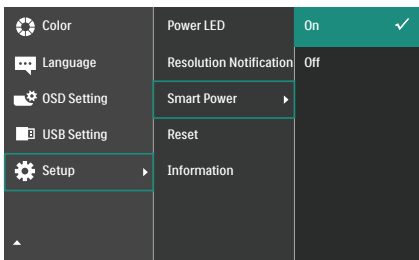 Color
Language
OSD Setting
USB Setting
Setup
Power LED
Resolution Notification
Smart Power
Reset
Information
On
Off